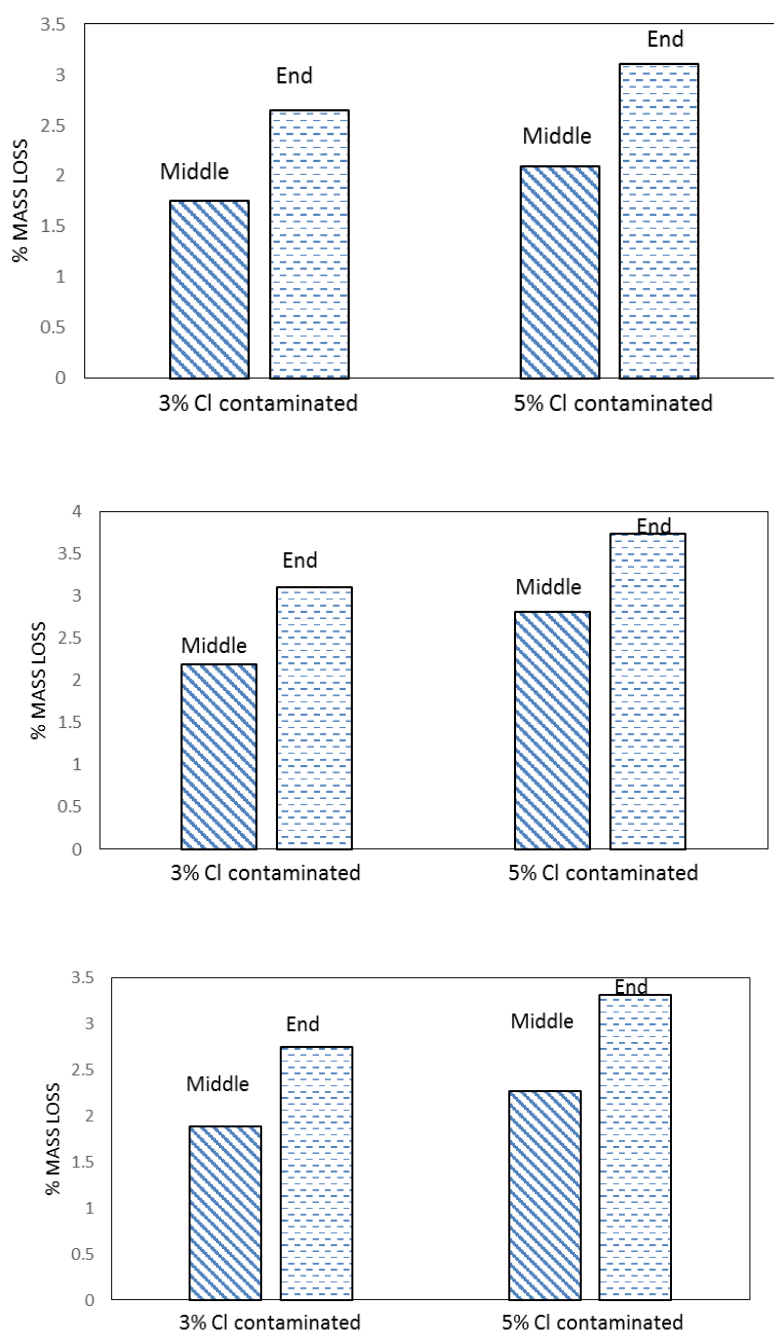 3.5
3
2.5
2
1.5
1
0.5
0
% MASS LOSS
Middle
End
Middle
End
3% Cl contaminated
5% Cl contaminated
4
3.5
3
2.5
2
1.5
1
0.5
0
% MASS LOSS
Middle
End
Middle
End
3% Cl contaminated
5% Cl contaminated
3.5
3
2.5
2
1.5
1
0.5
0
% MASS LOSS
Middle
End
Middle
End
3% Cl contaminated
5% Cl contaminated